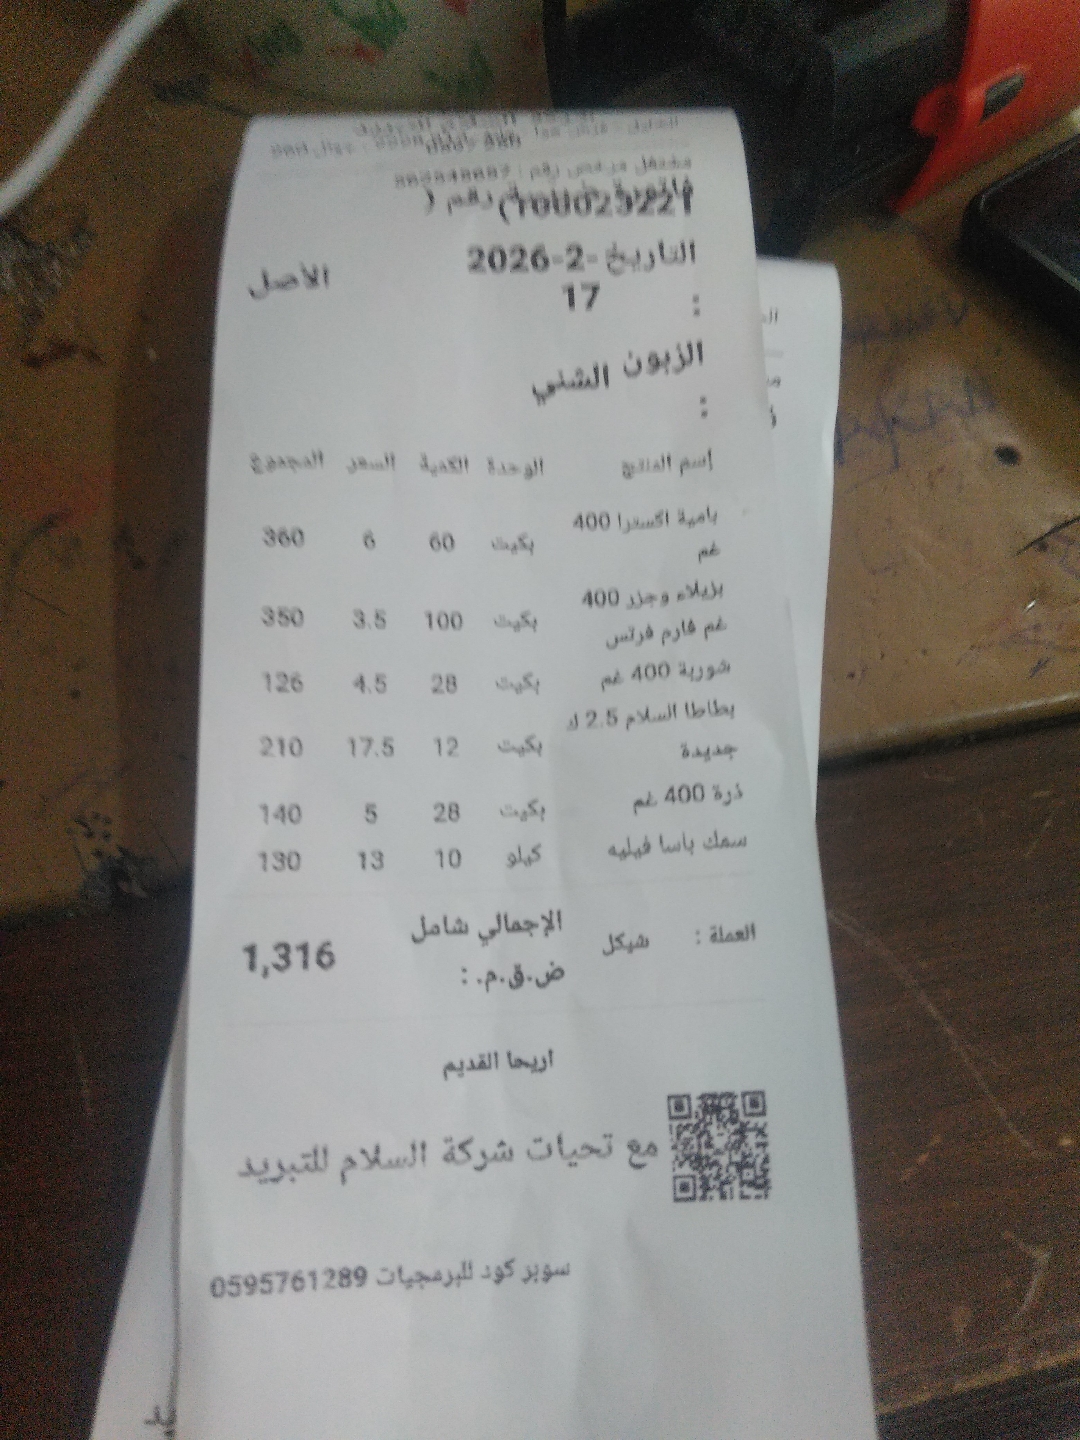 مشتغل مرخص رقم :
رقم (
التاريخ : 2026-2-17 الأصل
الزبون : الشني
إسم المنتج الوحدة الكمية السعر المجموع
بامية اكسترا 400 غم بكيت 60 6 360
بزيلاء وجزر 400 غم فارم فرتس بكيت 100 3.5 350
شوربة 400 غم بكيت 28 4.5 126
بطاطا السلام 2.5 ك جديدة بكيت 12 17.5 210
ذرة 400 غم بكيت 28 5 140
سمك باسا فيليه كيلو 10 13 130
العملة : شيكل الإجمالي شامل ض.ق.م. : 1,316
اريحا القديم
مع تحيات شركة السلام للتبريد
سوبر كود للبرمجيات 0595761289